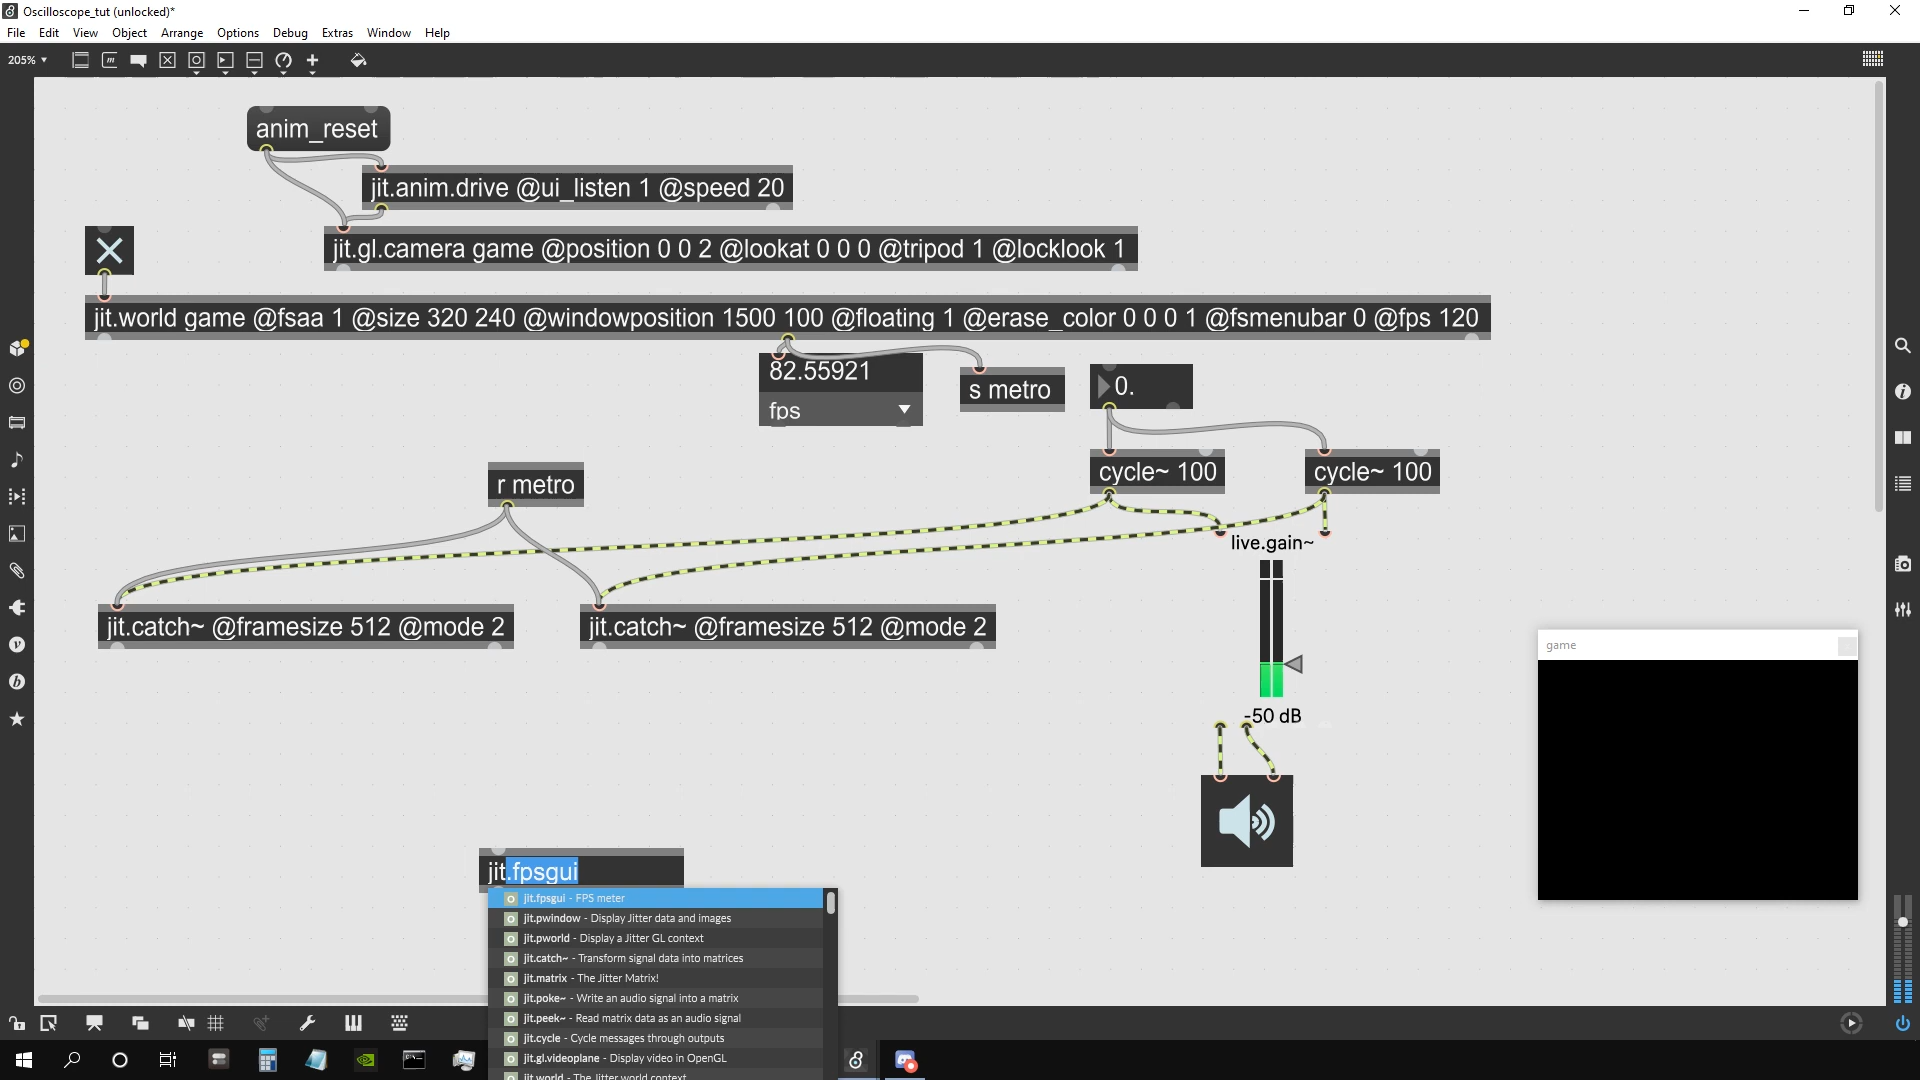 Oscilloscope_tut (unlocked)*
File Edit View Object Arrange Options Debug Extras Window Help
205%
anim_reset
jit.anim.drive @ui_listen 1 @speed 20
jit.gl.camera game @position 0 0 2 @lookat 0 0 0 @tripod 1 @locklook 1
jit.world game @fsaa 1 @size 320 240 @windowposition 1500 100 @floating 1 @erase_color 0 0 0 1 @fsmenubar 0 @fps 120
82.55921
fps
s metro
0.
r metro
cycle~ 100
cycle~ 100
live.gain~
jit.catch~ @framesize 512 @mode 2
jit.catch~ @framesize 512 @mode 2
game
-50 dB
jit.fpsgui
jit.fpsgui - FPS meter
jit.pwindow - Display Jitter data and images
jit.pworld - Display a Jitter GL context
jit.catch~ - Transform signal data into matrices
jit.matrix - The Jitter Matrix!
jit.poke~ - Write an audio signal into a matrix
jit.peek~ - Read matrix data as an audio signal
jit.cycle - Cycle messages through outputs
jit.gl.videoplane - Display video in OpenGL
jit.world - The Jitter world context